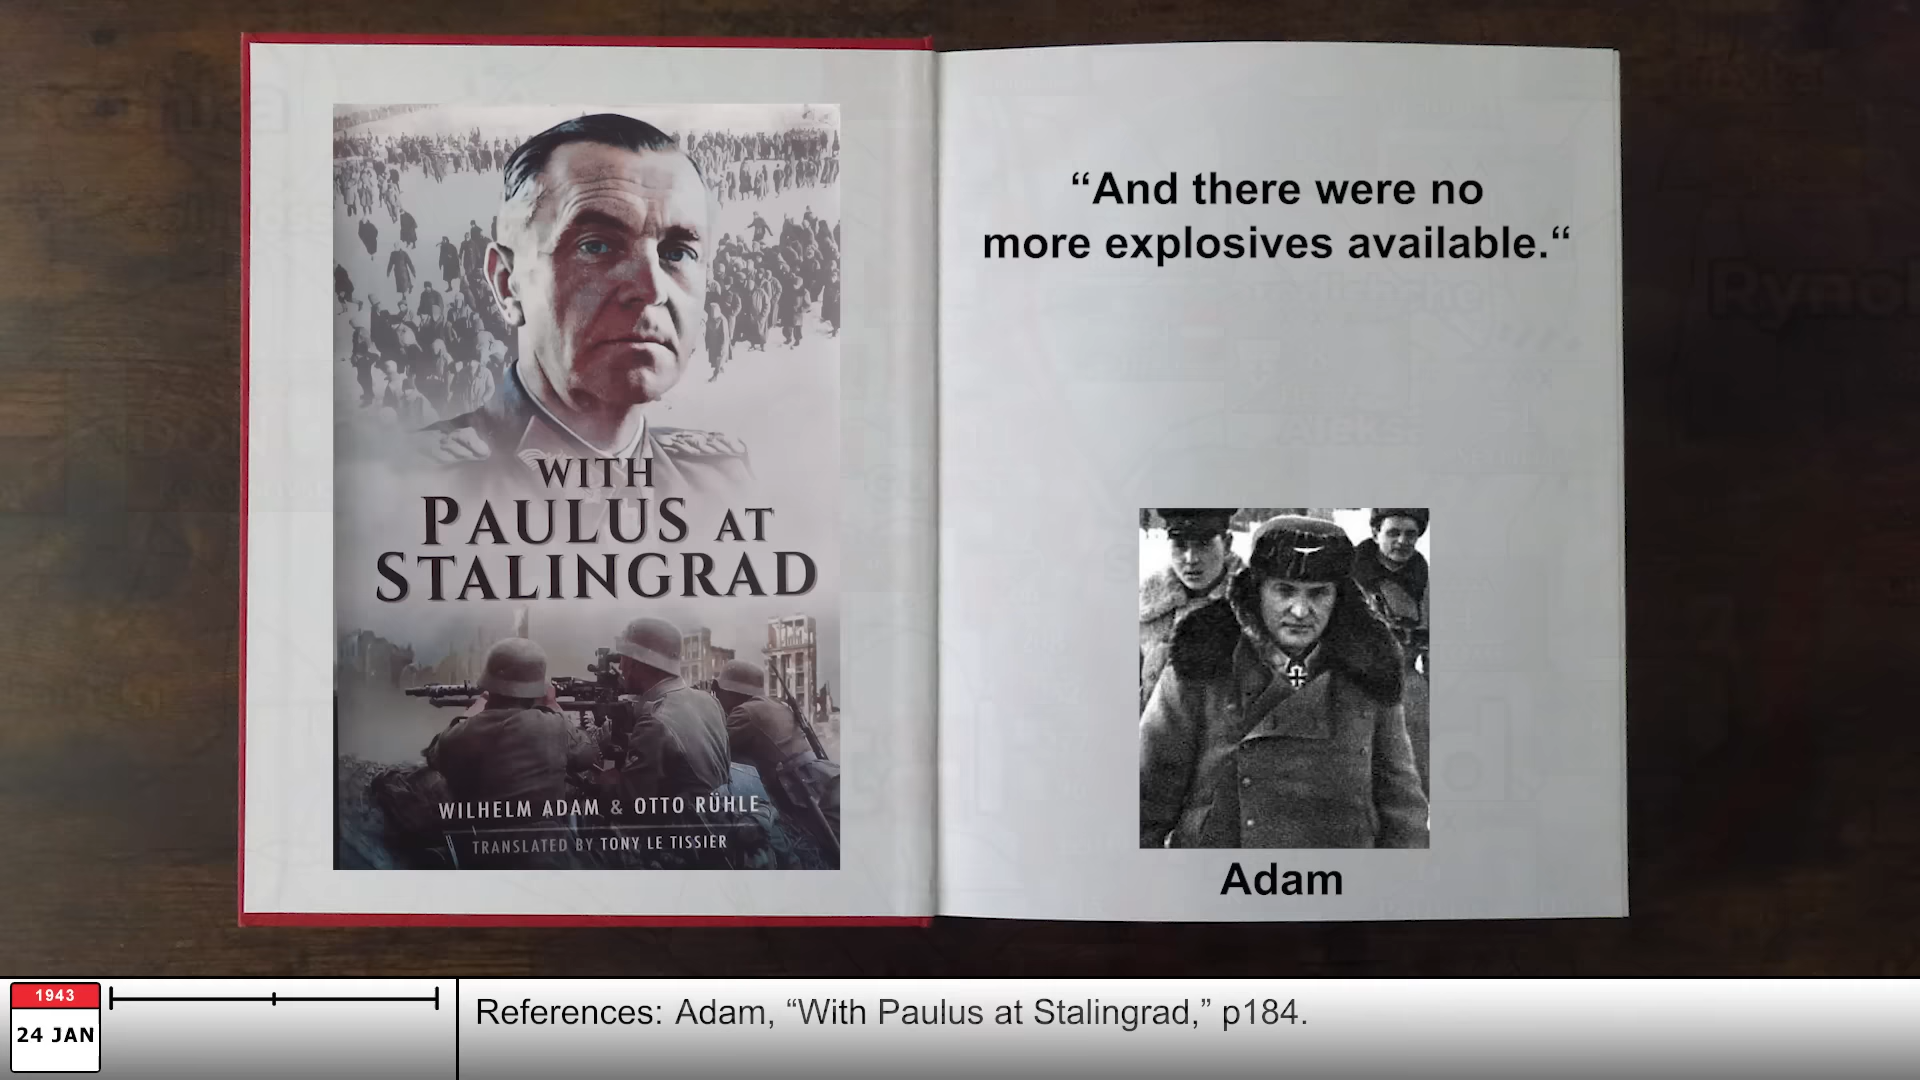 WITH
PAULUS AT
STALINGRAD
WILHELM ADAM & OTTO RÜHLE
TRANSLATED BY TONY LE TISSIER
“And there were no
more explosives available.“
Adam
1943
24 JAN
References: Adam, “With Paulus at Stalingrad,” p184.